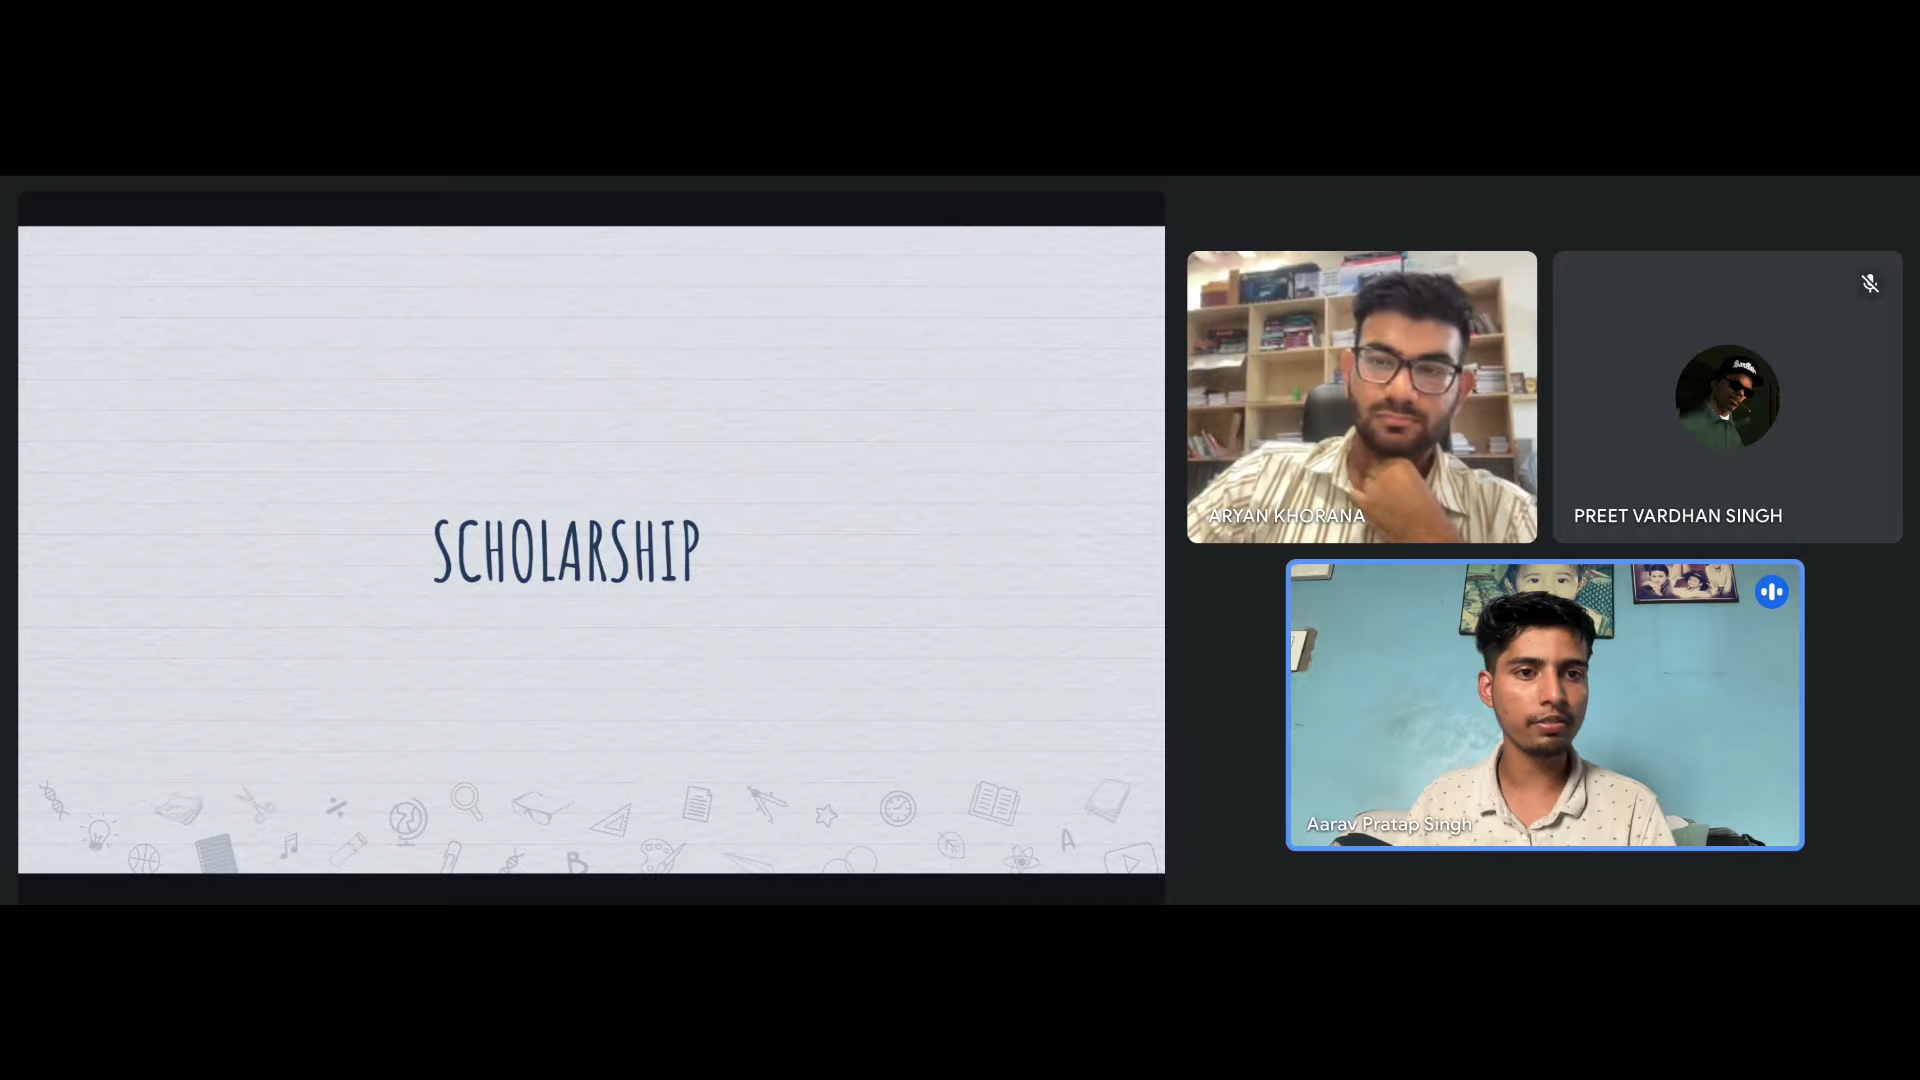 SCHOLARSHIP
ARYAN KHORANA
PREET VARDHAN SINGH
Aarav Pratap Singh
A
B